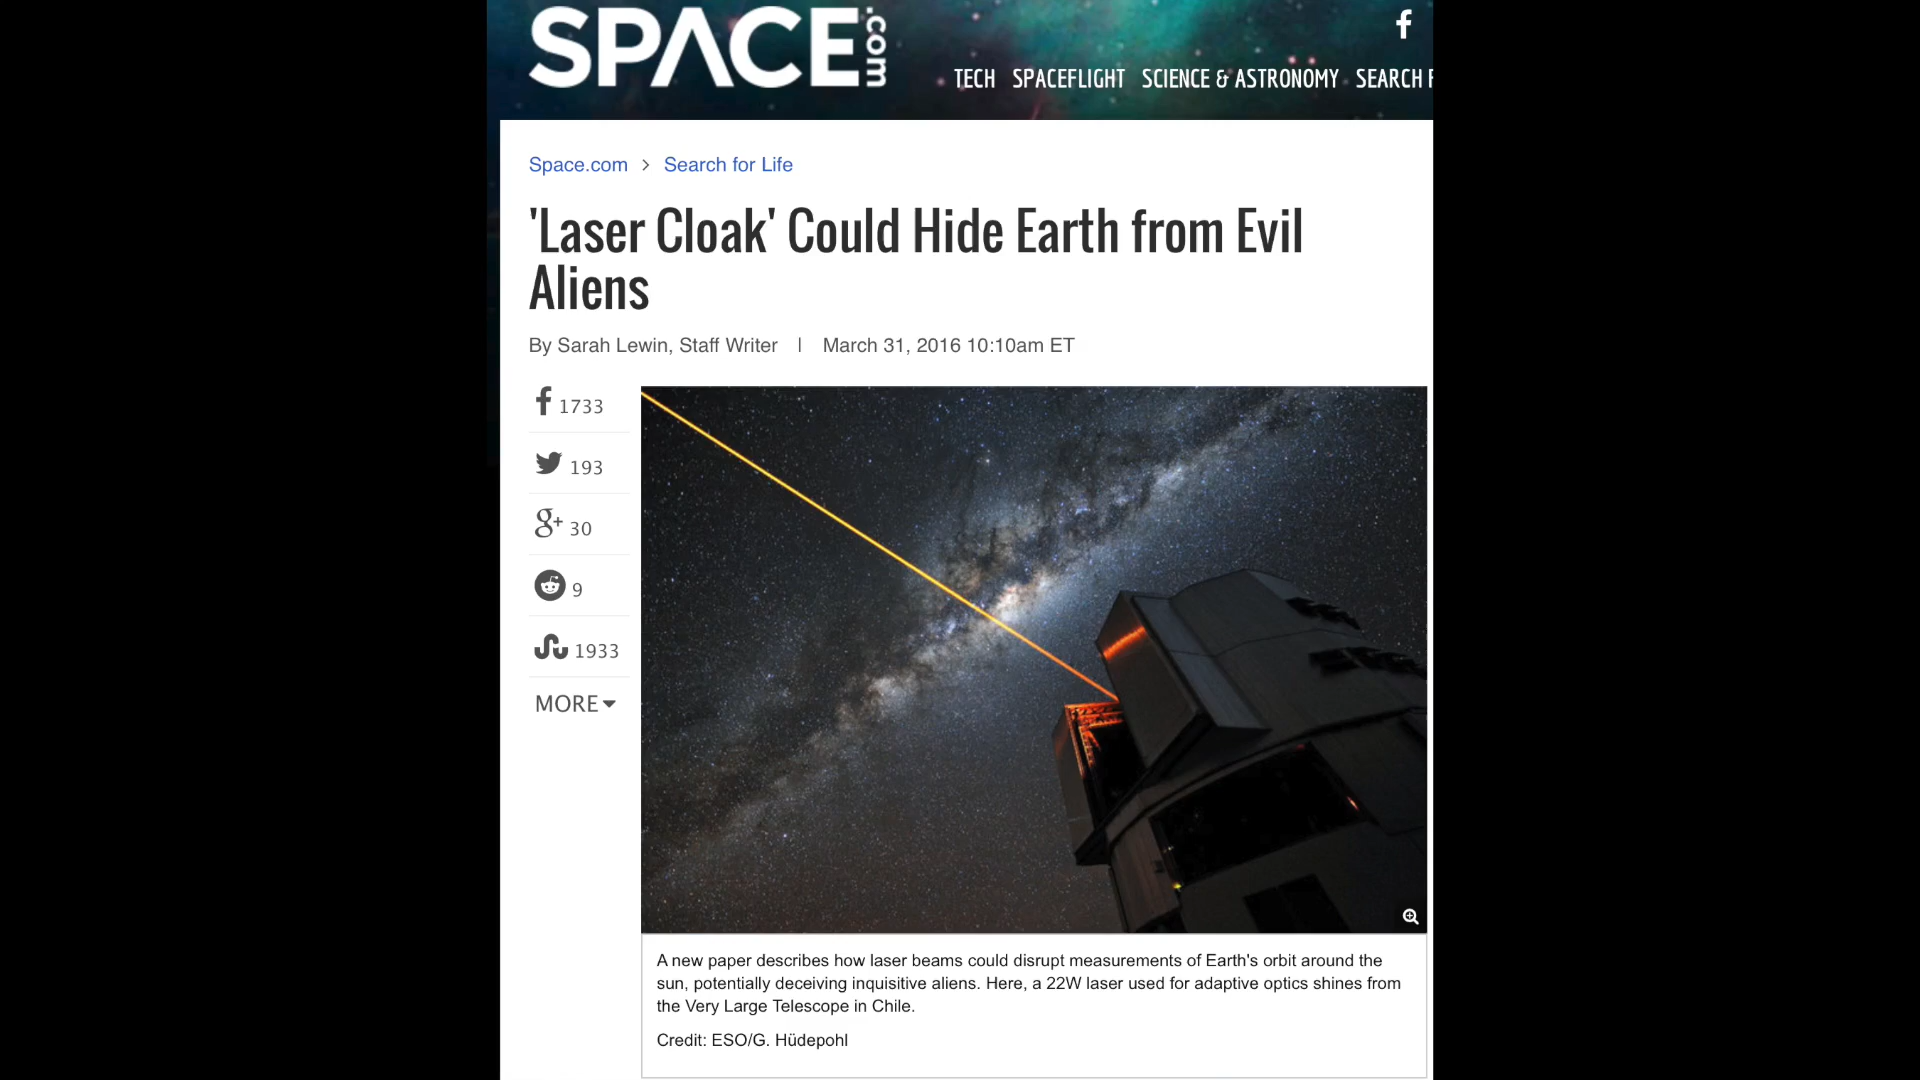 SPACE.com
TECH SPACEFLIGHT SCIENCE & ASTRONOMY SEARCH F
Space.com > Search for Life
'Laser Cloak' Could Hide Earth from Evil
Aliens
By Sarah Lewin, Staff Writer | March 31, 2016 10:10am ET
1733
193
g+ 30
9
1933
MORE
A new paper describes how laser beams could disrupt measurements of Earth's orbit around the
sun, potentially deceiving inquisitive aliens. Here, a 22W laser used for adaptive optics shines from
the Very Large Telescope in Chile.
Credit: ESO/G. Hüdepohl